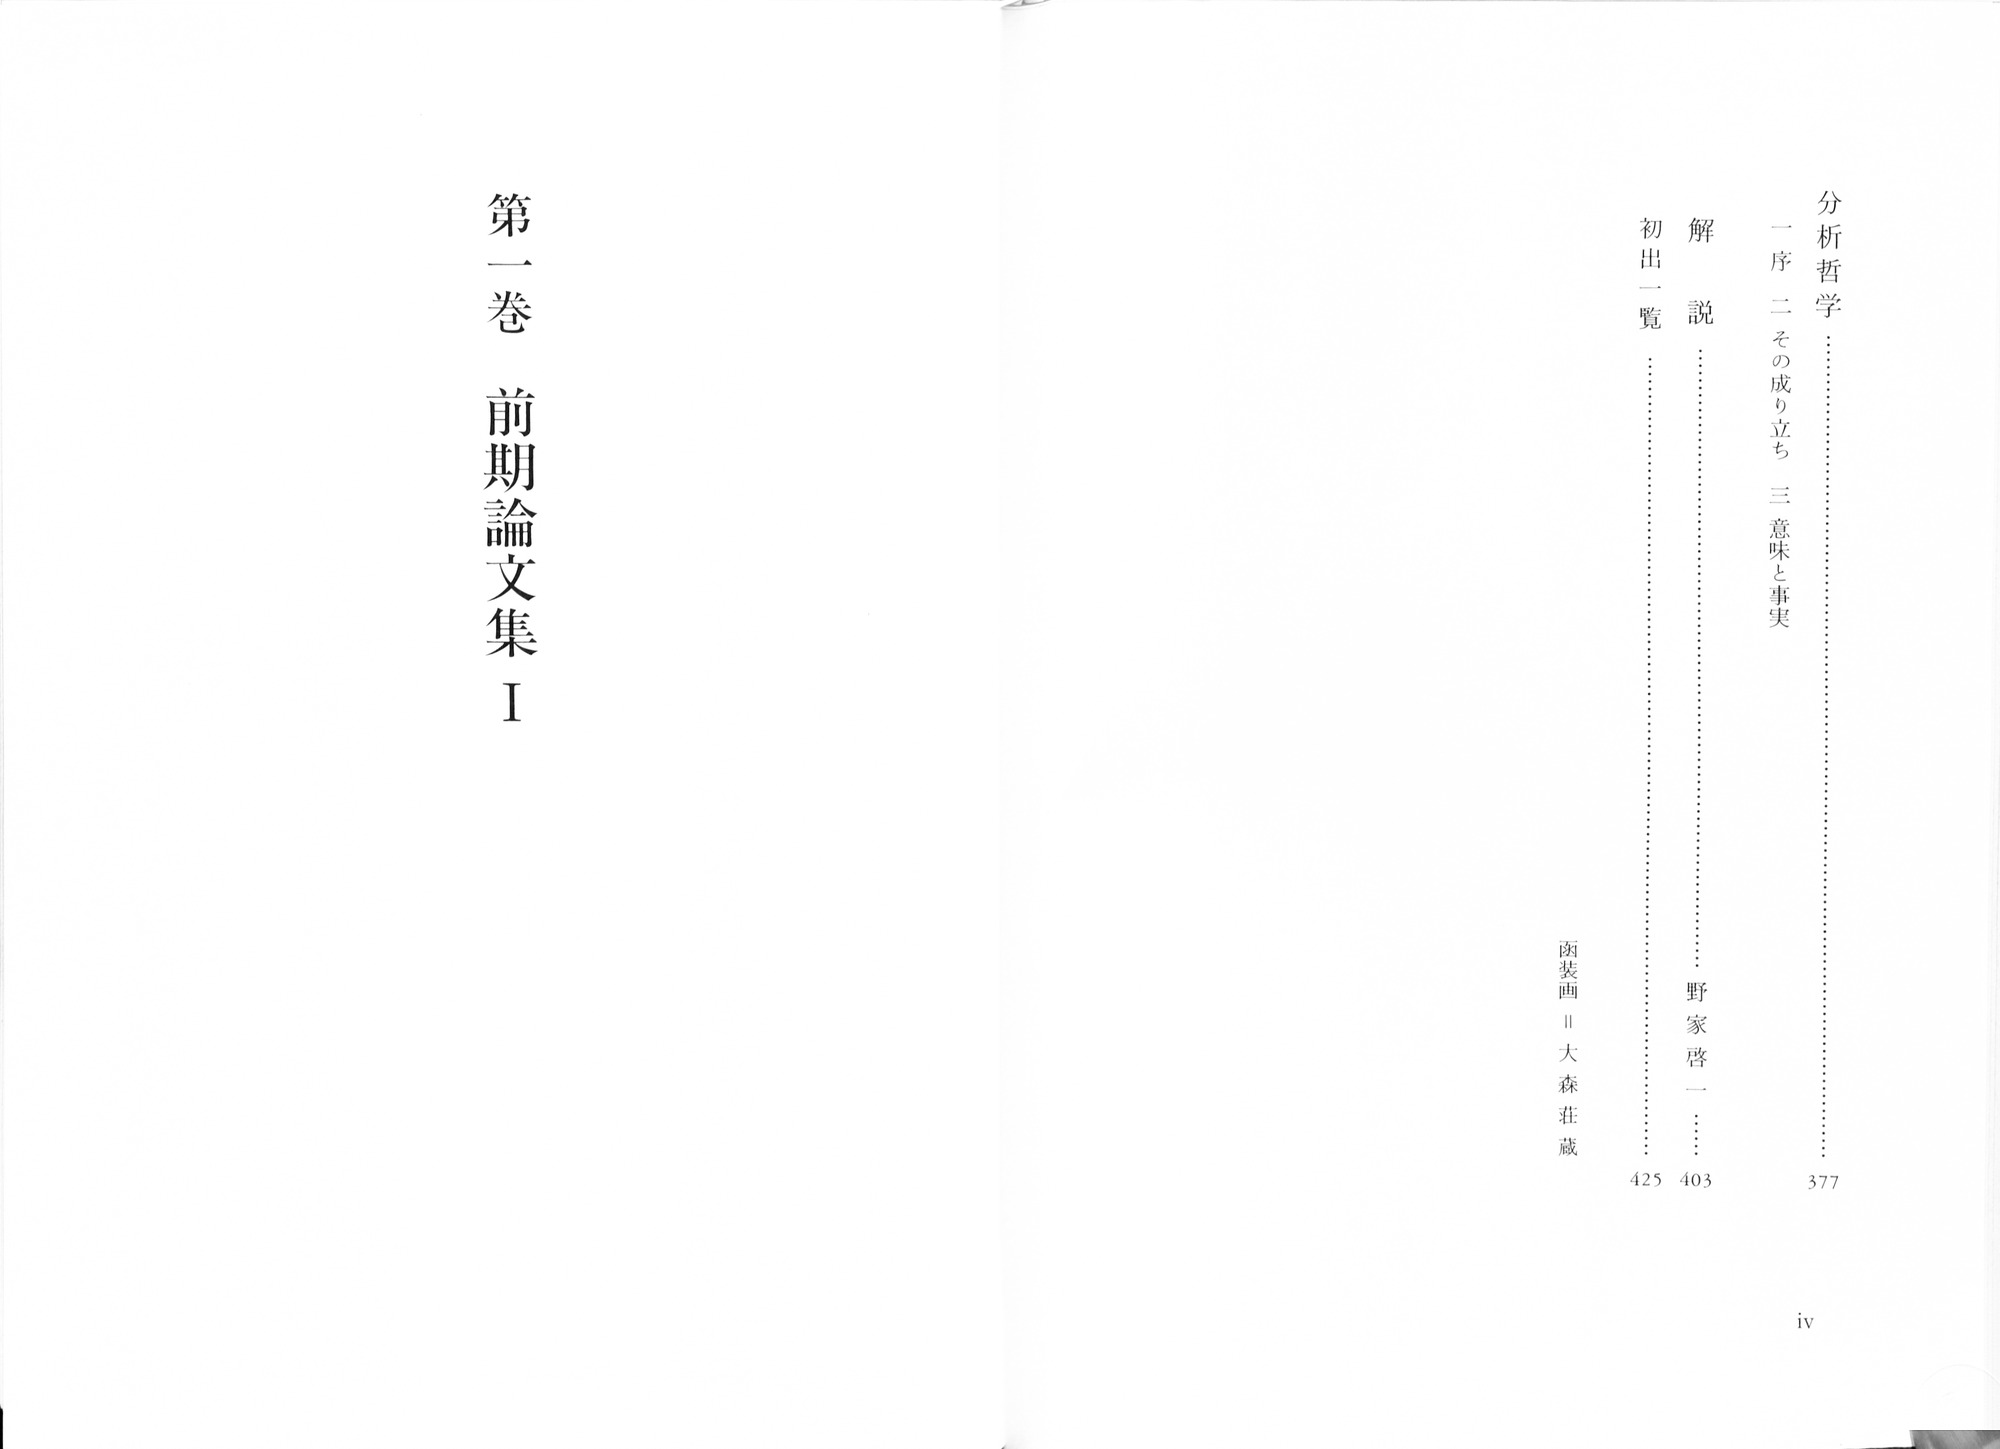 分析哲学……377
一 序 二 その成り立ち 三 意味と事実
解説……野家啓一……403
初出一覧……425
函装画＝大森荘蔵
iv
第一巻 前期論文集 I